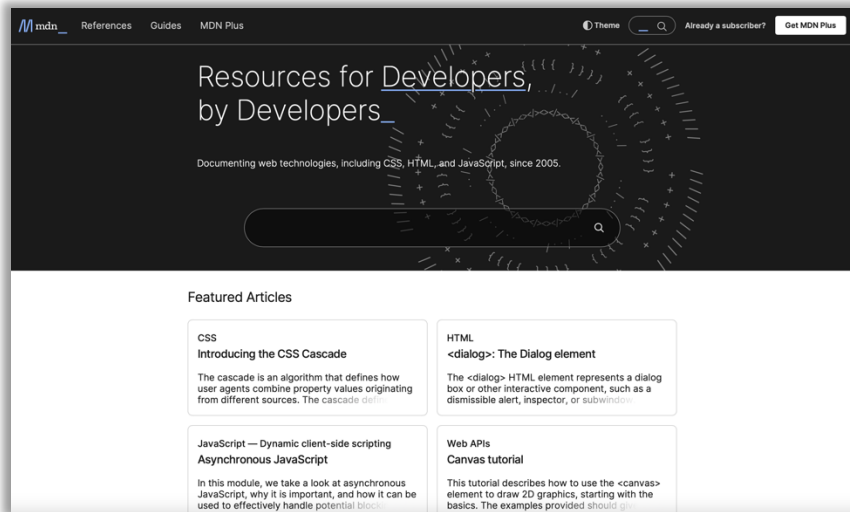 mdn_
References
Guides
MDN Plus
Theme
Already a subscriber?
Get MDN Plus
Resources for Developers,
by Developers_
Documenting web technologies, including CSS, HTML, and JavaScript, since 2005.
Featured Articles
CSS
Introducing the CSS Cascade
The cascade is an algorithm that defines how
user agents combine property values originating
from different sources. The cascade
HTML
<dialog>: The Dialog element
The <dialog> HTML element represents a dialog
box or other interactive component, such as a
dismissible alert, inspector, or subwindow
JavaScript — Dynamic client-side scripting
Asynchronous JavaScript
In this module, we take a look at asynchronous
JavaScript, why it is important, and how it can be
used to effectively handle potential
Web APIs
Canvas tutorial
This tutorial describes how to use the <canvas>
element to draw 2D graphics, starting with the
basics. The examples provided should